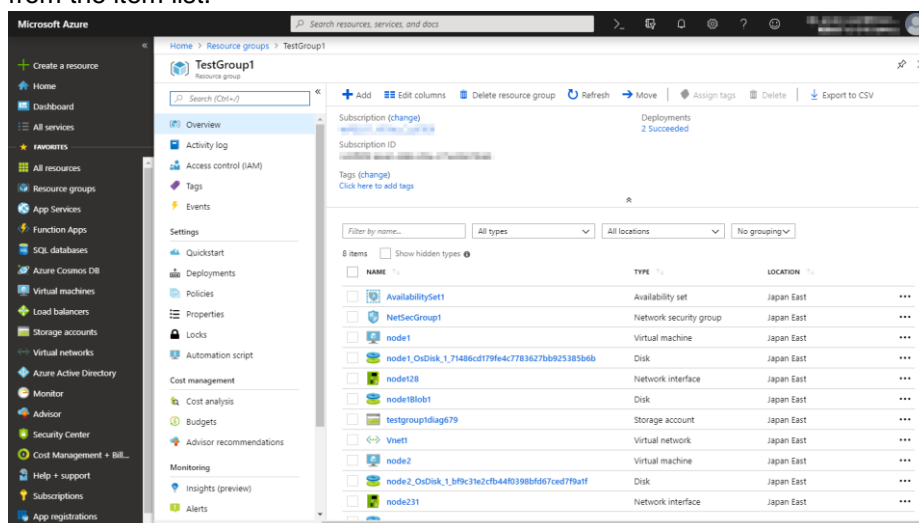 from the item list.
Microsoft Azure
Search resources, services, and docs
Home > Resource groups > TestGroup1
Create a resource
Home
Dashboard
All services
FAVORITES
All resources
Resource groups
App Services
Function Apps
SQL databases
Azure Cosmos DB
Virtual machines
Load balancers
Storage accounts
Virtual networks
Azure Active Directory
Monitor
Advisor
Security Center
Cost Management + Bill...
Help + support
Subscriptions
App registrations
TestGroup1
Resource group
Search (Ctrl+/)
Overview
Activity log
Access control (IAM)
Tags
Events
Settings
Quickstart
Deployments
Policies
Properties
Locks
Automation script
Cost management
Cost analysis
Budgets
Advisor recommendations
Monitoring
Insights (preview)
Alerts
Add Edit columns Delete resource group Refresh Move Assign tags Delete Export to CSV
Subscription (change)
Deployments
2 Succeeded
Subscription ID
Tags (change)
Click here to add tags
Filter by name... All types All locations No grouping
8 items Show hidden types
NAME TYPE LOCATION
AvailabilitySet1 Availability set Japan East
NetSecGroup1 Network security group Japan East
node1 Virtual machine Japan East
node1_OsDisk_1_71486cd179fe4c7783627bb925385b6b Disk Japan East
node128 Network interface Japan East
node1Blob1 Disk Japan East
testgroup1diag679 Storage account Japan East
Vnet1 Virtual network Japan East
node2 Virtual machine Japan East
node2_OsDisk_1_bf9c31e2cfb44f0398bfd67ced7f9a1f Disk Japan East
node231 Network interface Japan East